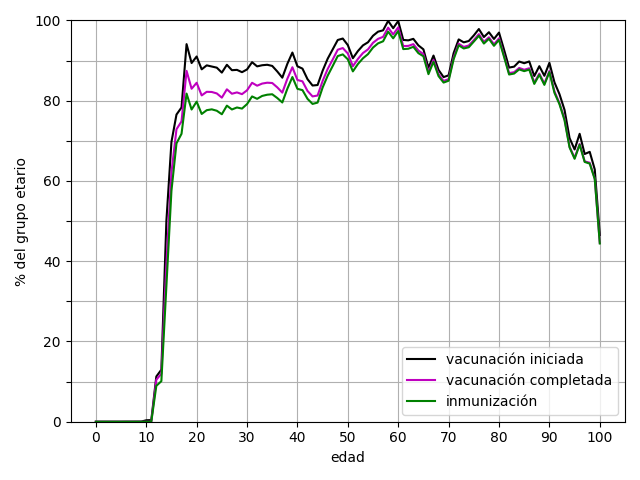 100
80
60
40
20
0
% del grupo etario
vacunación iniciada
vacunación completada
inmunización
0 10 20 30 40 50 60 70 80 90 100
edad